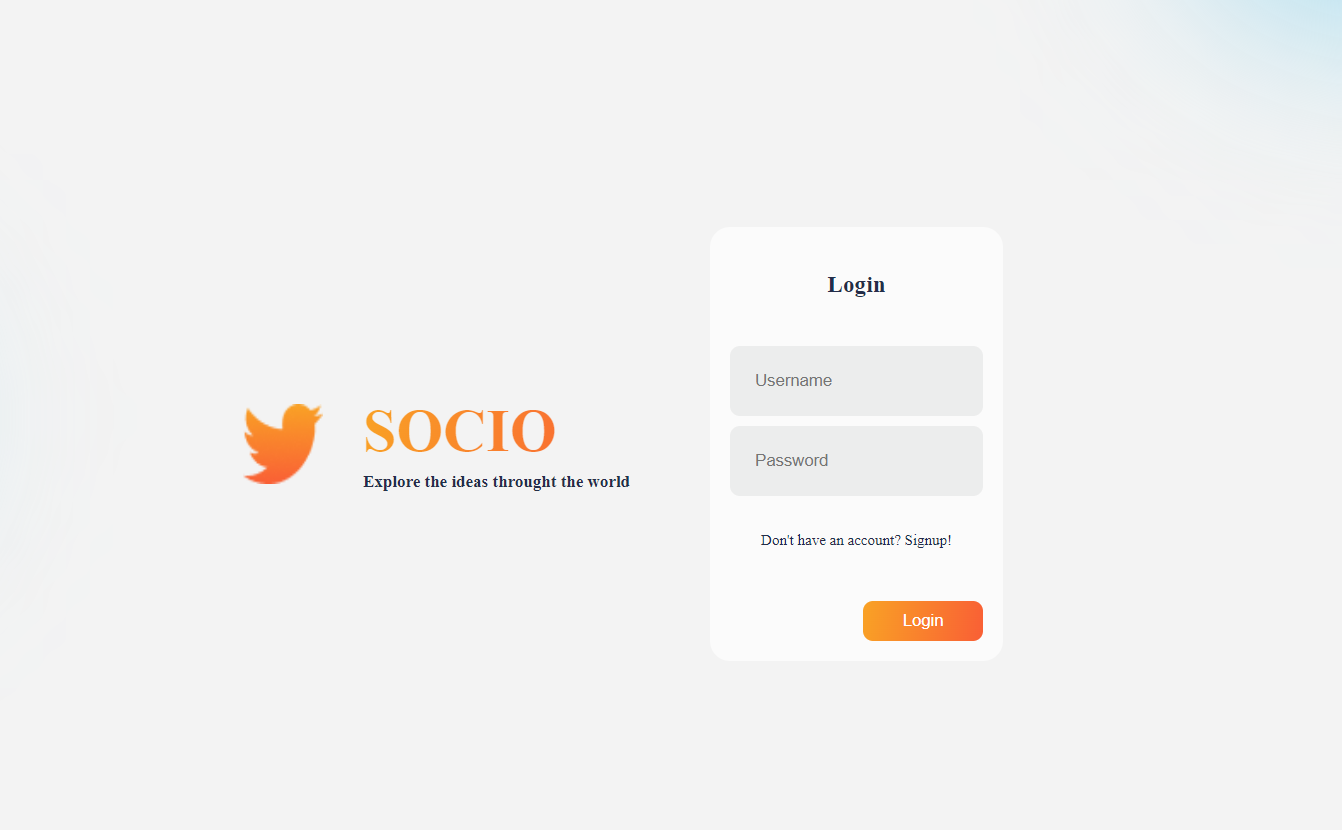 SOCIO
Explore the ideas throught the world
Login
Username
Password
Don't have an account? Signup!
Login